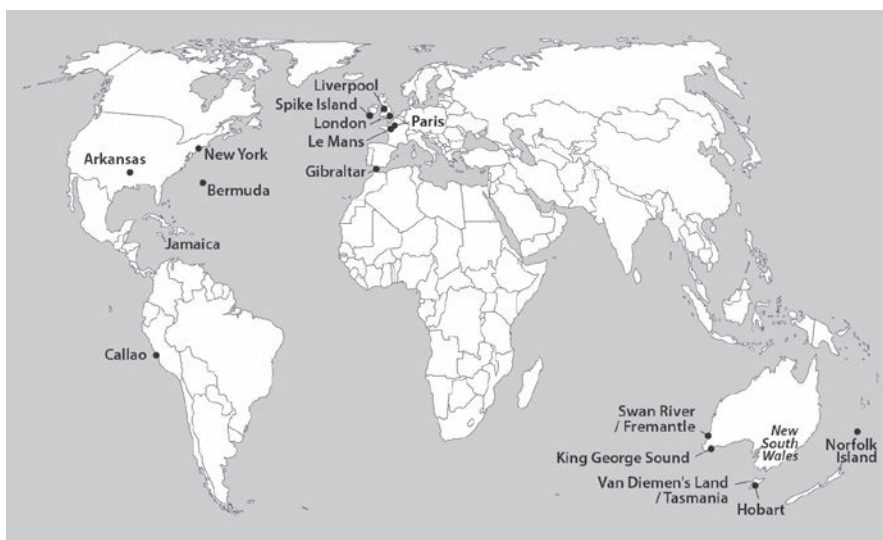 Liverpool
Spike Island
London
Paris
Le Mans
Gibraltar
Arkansas
New York
Bermuda
Jamaica
Callao
Swan River
/ Fremantle
King George Sound
Van Diemen's Land
/ Tasmania
Hobart
New
South
Wales
Norfolk
Island